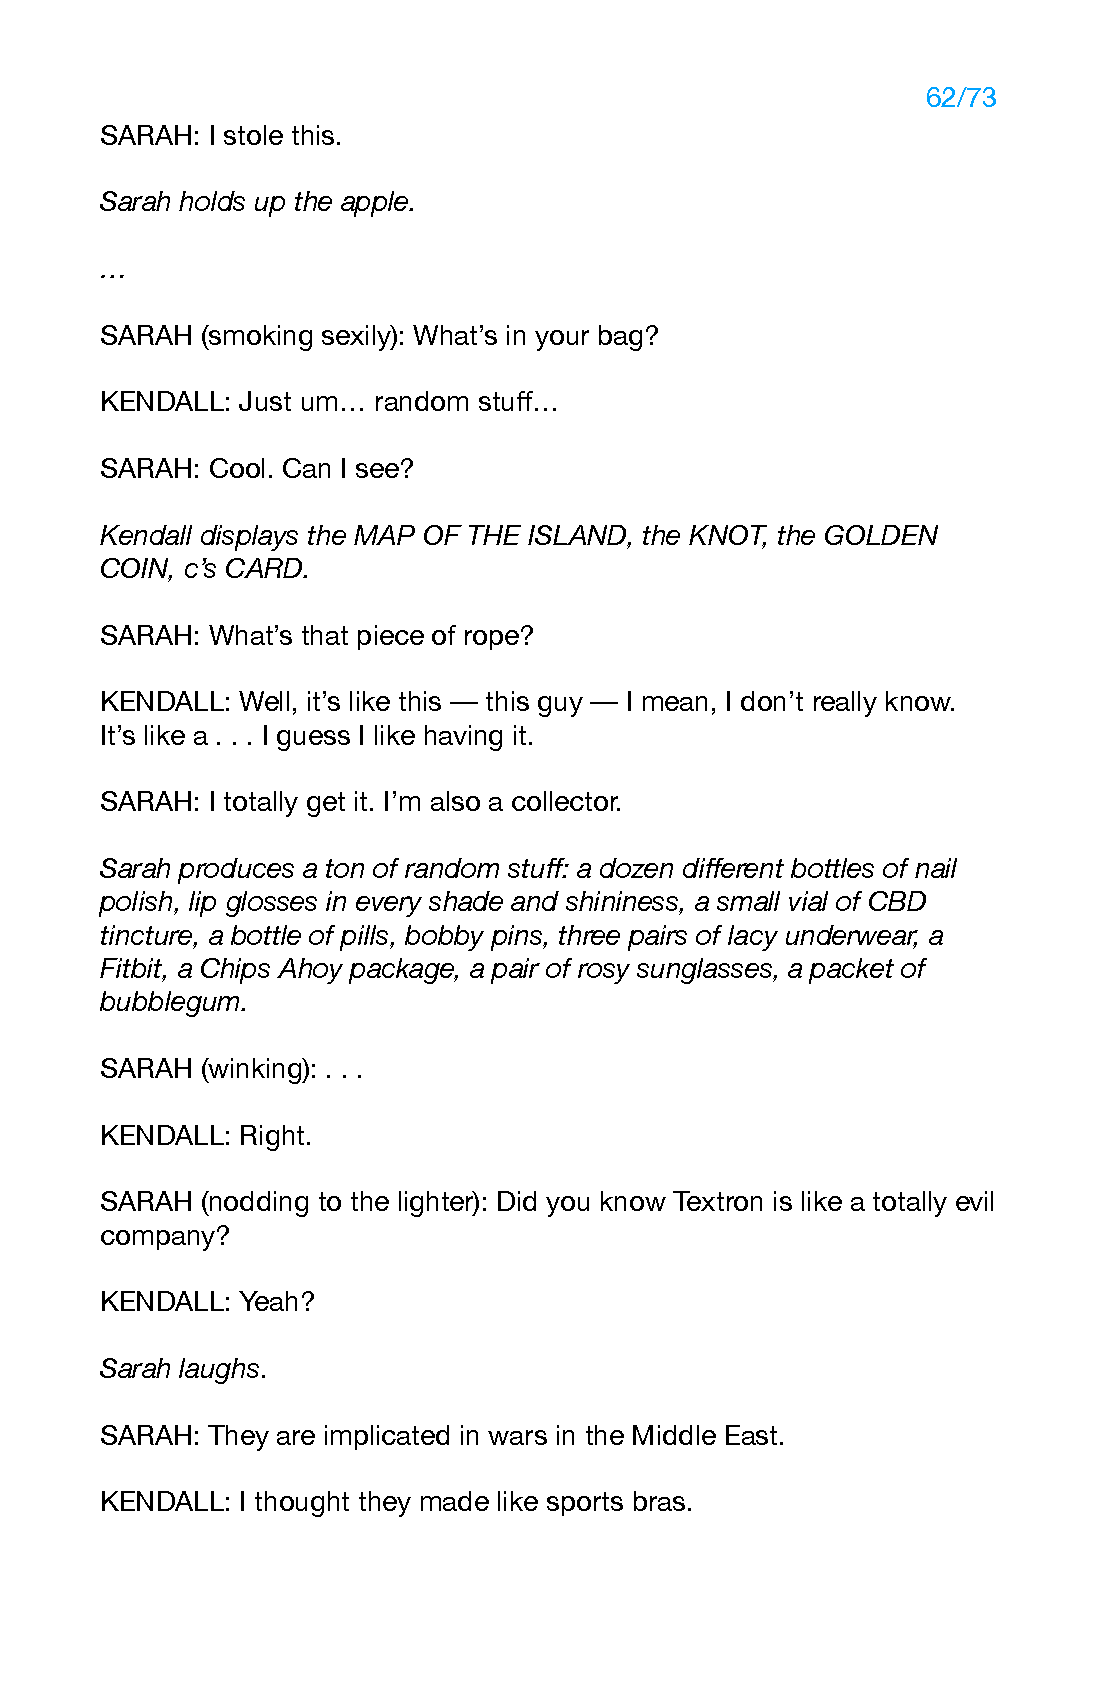 62/73
SARAH: I stole this.
Sarah holds up the apple.
…
SARAH (smoking sexily): What’s in your bag?
KENDALL: Just um… random stuff…
SARAH: Cool. Can I see?
Kendall displays the MAP OF THE ISLAND, the KNOT, the GOLDEN
COIN, c’s CARD.
SARAH: What’s that piece of rope?
KENDALL: Well, it’s like this — this guy — I mean, I don’t really know.
It’s like a . . . I guess I like having it.
SARAH: I totally get it. I’m also a collector.
Sarah produces a ton of random stuff: a dozen different bottles of nail
polish, lip glosses in every shade and shininess, a small vial of CBD
tincture, a bottle of pills, bobby pins, three pairs of lacy underwear, a
Fitbit, a Chips Ahoy package, a pair of rosy sunglasses, a packet of
bubblegum.
SARAH (winking): . . .
KENDALL: Right.
SARAH (nodding to the lighter): Did you know Textron is like a totally evil
company?
KENDALL: Yeah?
Sarah laughs.
SARAH: They are implicated in wars in the Middle East.
KENDALL: I thought they made like sports bras.